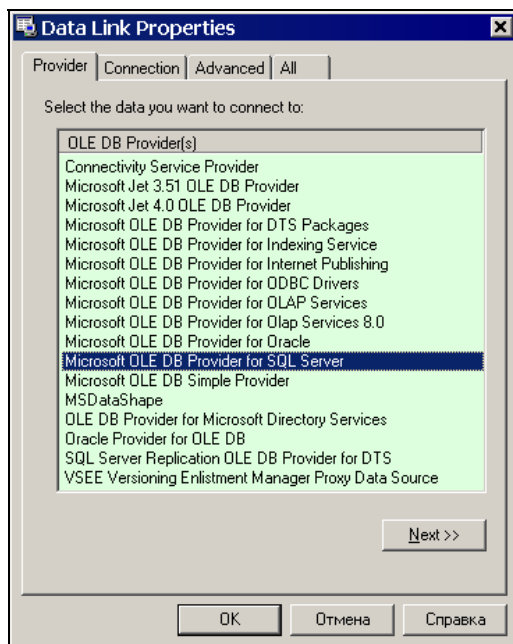 Data Link Properties
Provider Connection Advanced All
Select the data you want to connect to:
OLE DB Provider(s)
Connectivity Service Provider
Microsoft Jet 3.51 OLE DB Provider
Microsoft Jet 4.0 OLE DB Provider
Microsoft OLE DB Provider for DTS Packages
Microsoft OLE DB Provider for Indexing Service
Microsoft OLE DB Provider for Internet Publishing
Microsoft OLE DB Provider for ODBC Drivers
Microsoft OLE DB Provider for OLAP Services
Microsoft OLE DB Provider for Olap Services 8.0
Microsoft OLE DB Provider for Oracle
Microsoft OLE DB Provider for SQL Server
Microsoft OLE DB Simple Provider
MSDataShape
OLE DB Provider for Microsoft Directory Services
Oracle Provider for OLE DB
SQL Server Replication OLE DB Provider for DTS
VSEE Versioning Enlistment Manager Proxy Data Source
Next >>
OK Отмена Справка